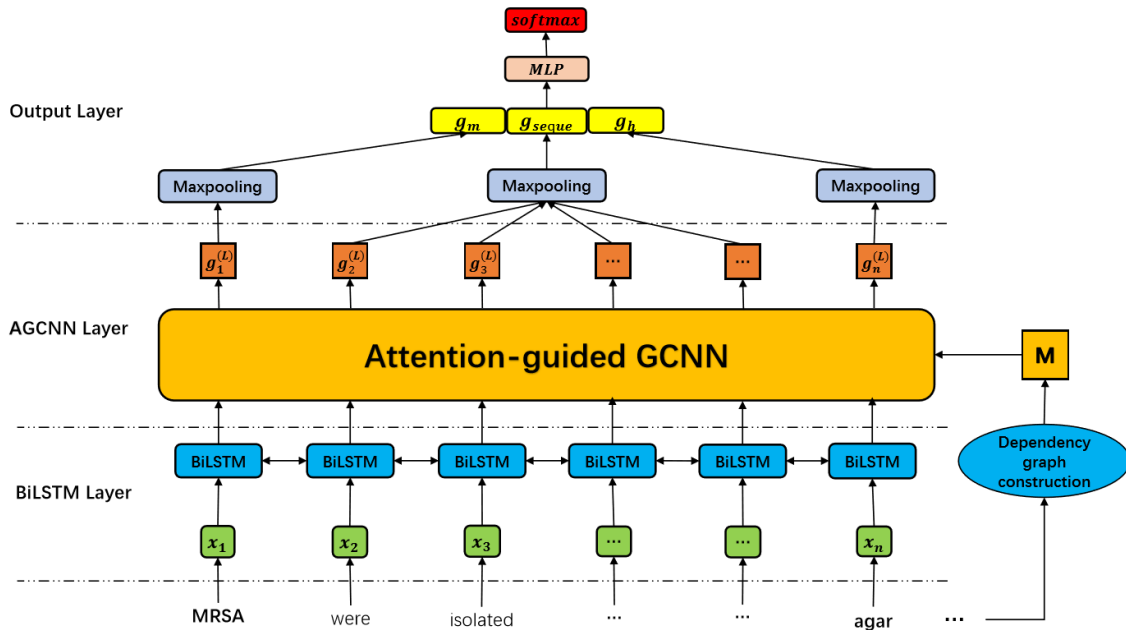 softmax
MLP
Output Layer
g_m g_seque g_h
Maxpooling Maxpooling Maxpooling
g_1^(L) g_2^(L) g_3^(L) ... ... g_n^(L)
AGCNN Layer
Attention-guided GCNN
M
BiLSTM BiLSTM BiLSTM BiLSTM BiLSTM BiLSTM
Dependency
graph
construction
BiLSTM Layer
x_1 x_2 x_3 ... ... x_n
MRSA were isolated ... ... agar ...